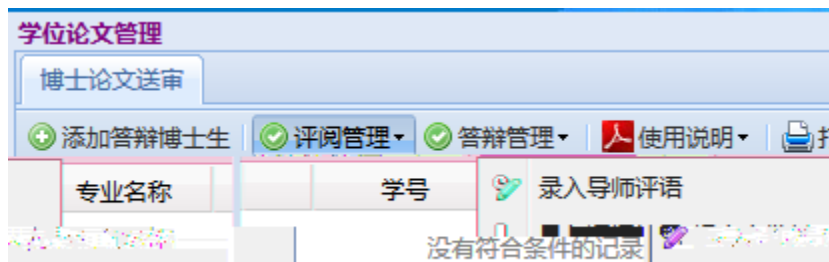 学位论文管理
博士论文送审
添加答辩博士生 评阅管理 答辩管理 使用说明
专业名称 学号 录入导师评语
没有符合条件的记录